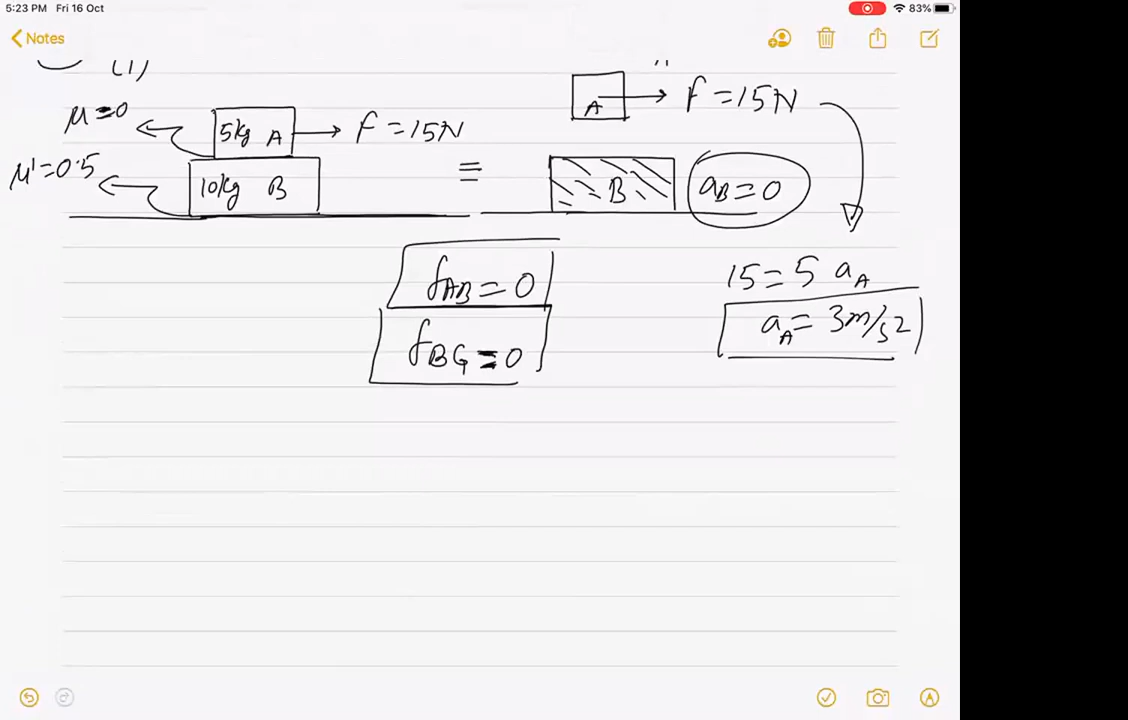 5:23 PM Fri 16 Oct
83%
Notes
(1)
μ=0
5kg A
F=15N
μ'=0.5
10kg B
≡
A
F=15N
B
aB=0
fAB=0
fBG=0
15=5 aA
aA=3m/s2